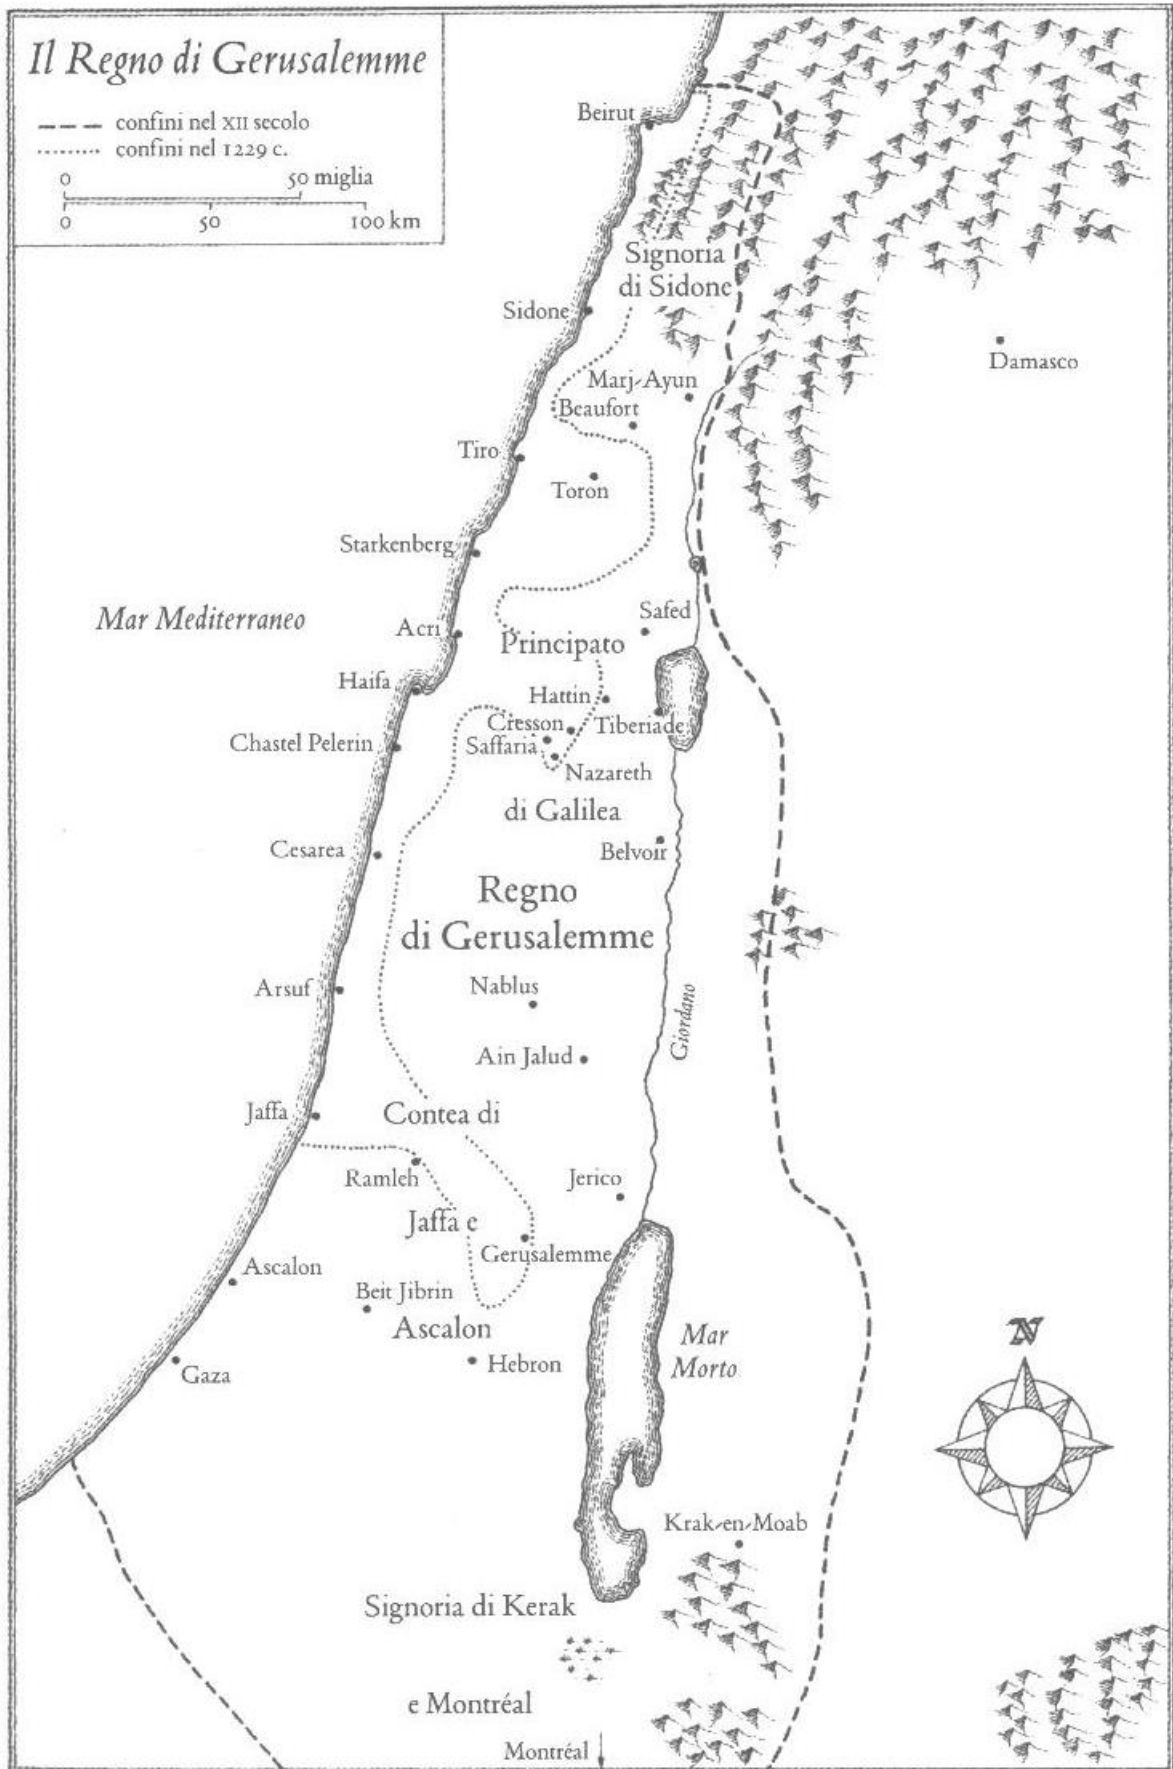 Il Regno di Gerusalemme
confini nel XII secolo
confini nel 1229 c.
0 50 miglia
0 50 100 km
Beirut
Signoria
di Sidone
Sidone
Damasco
Marj-Ayun
Beaufort
Tiro
Toron
Starkenberg
Mar Mediterraneo
Safed
Acri
Principato
Haifa
Hattin
Cresson
Tiberiade
Saffaria
Chastel Pelerin
Nazareth
di Galilea
Cesarea
Belvoir
Regno
di Gerusalemme
Arsuf
Nablus
Giordano
Ain Jalud
Jaffa
Contea di
Ramleh
Jerico
Jaffa e
Gerusalemme
Ascalon
Beit Jibrin
Ascalon
Mar
Morto
Hebron
Gaza
N
Krak-en-Moab
Signoria di Kerak
e Montréal
Montréal